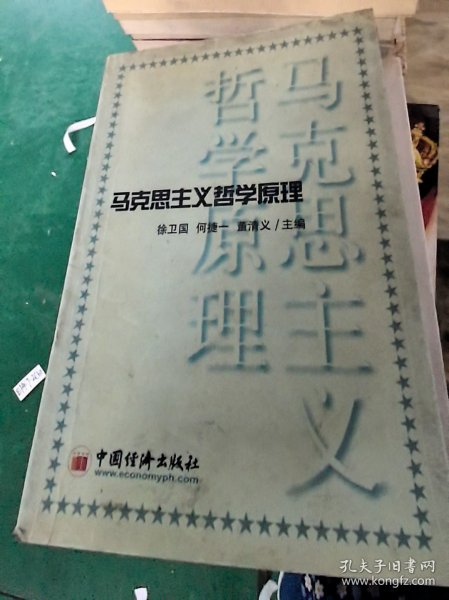 马克思主义
哲学原理
马克思主义哲学原理
徐卫国 何捷一 董清义/主编
中国经济出版社
www.economyph.com
孔夫子旧书网
www.kongfz.com